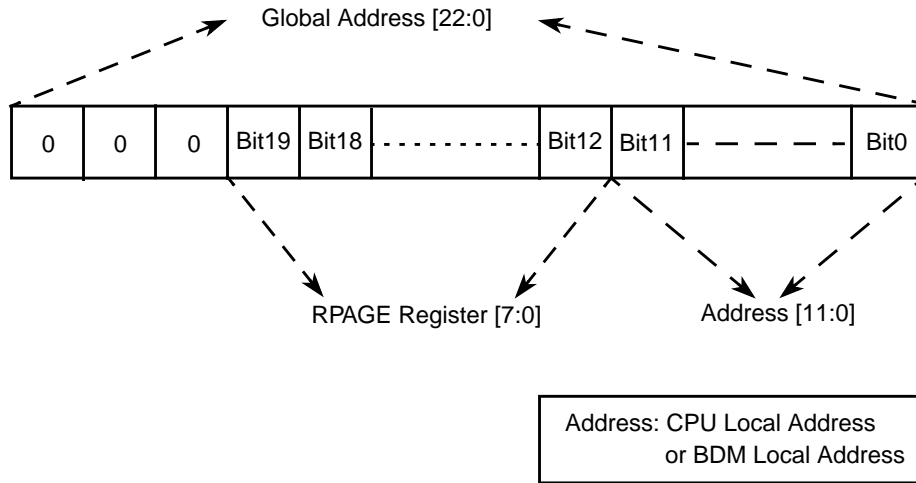 Global Address [22:0]
0 0 0 Bit19 Bit18 Bit12 Bit11 Bit0
RPAGE Register [7:0] Address [11:0]
Address: CPU Local Address
or BDM Local Address